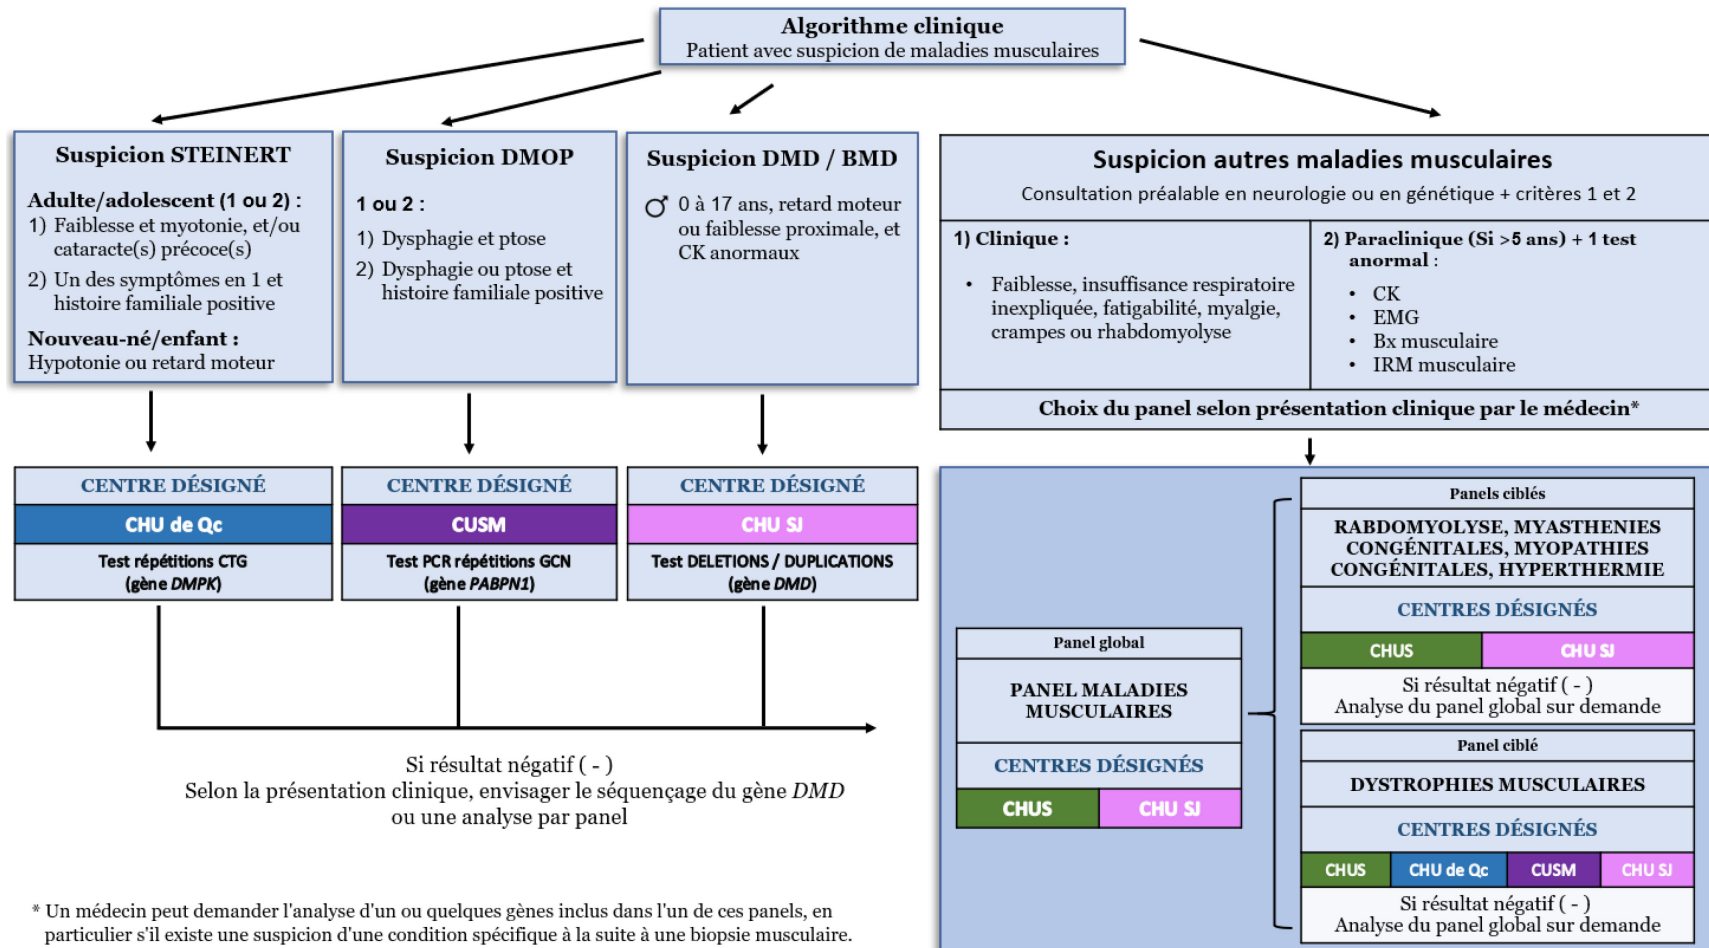 Algorithme clinique
Patient avec suspicion de maladies musculaires
Suspicion STEINERT
Adulte/adolescent (1 ou 2) :
1) Faiblesse et myotonie, et/ou
cataracte(s) précoce(s)
2) Un des symptômes en 1 et
histoire familiale positive
Nouveau-né/enfant :
Hypotonie ou retard moteur
Suspicion DMOP
1 ou 2 :
1) Dysphagie et ptose
2) Dysphagie ou ptose et
histoire familiale positive
Suspicion DMD / BMD
♂ 0 à 17 ans, retard moteur
ou faiblesse proximale, et
CK anormaux
Suspicion autres maladies musculaires
Consultation préalable en neurologie ou en génétique + critères 1 et 2
1) Clinique :
• Faiblesse, insuffisance respiratoire
inexpliquée, fatigabilité, myalgie,
crampes ou rhabdomyolyse
2) Paraclinique (Si >5 ans) + 1 test
anormal :
• CK
• EMG
• Bx musculaire
• IRM musculaire
Choix du panel selon présentation clinique par le médecin*
CENTRE DÉSIGNÉ
CHU de Qc
Test répétitions CTG
(gène DMPK)
CENTRE DÉSIGNÉ
CUSM
Test PCR répétitions GCN
(gène PABPN1)
CENTRE DÉSIGNÉ
CHU SJ
Test DELETIONS / DUPLICATIONS
(gène DMD)
Si résultat négatif ( - )
Selon la présentation clinique, envisager le séquençage du gène DMD
ou une analyse par panel
Panel global
PANEL MALADIES
MUSCULAIRES
CENTRES DÉSIGNÉS
CHUS
CHU SJ
Panels ciblés
RABDOMYOLYSE, MYASTHENIES
CONGÉNITALES, MYOPATHIES
CONGÉNITALES, HYPERTHERMIE
CENTRES DÉSIGNÉS
CHUS
CHU SJ
Si résultat négatif ( - )
Analyse du panel global sur demande
Panel ciblé
DYSTROPHIES MUSCULAIRES
CENTRES DÉSIGNÉS
CHUS
CHU de Qc
CUSM
CHU SJ
Si résultat négatif ( - )
Analyse du panel global sur demande
* Un médecin peut demander l'analyse d'un ou quelques gènes inclus dans l'un de ces panels, en
particulier s'il existe une suspicion d'une condition spécifique à la suite à une biopsie musculaire.